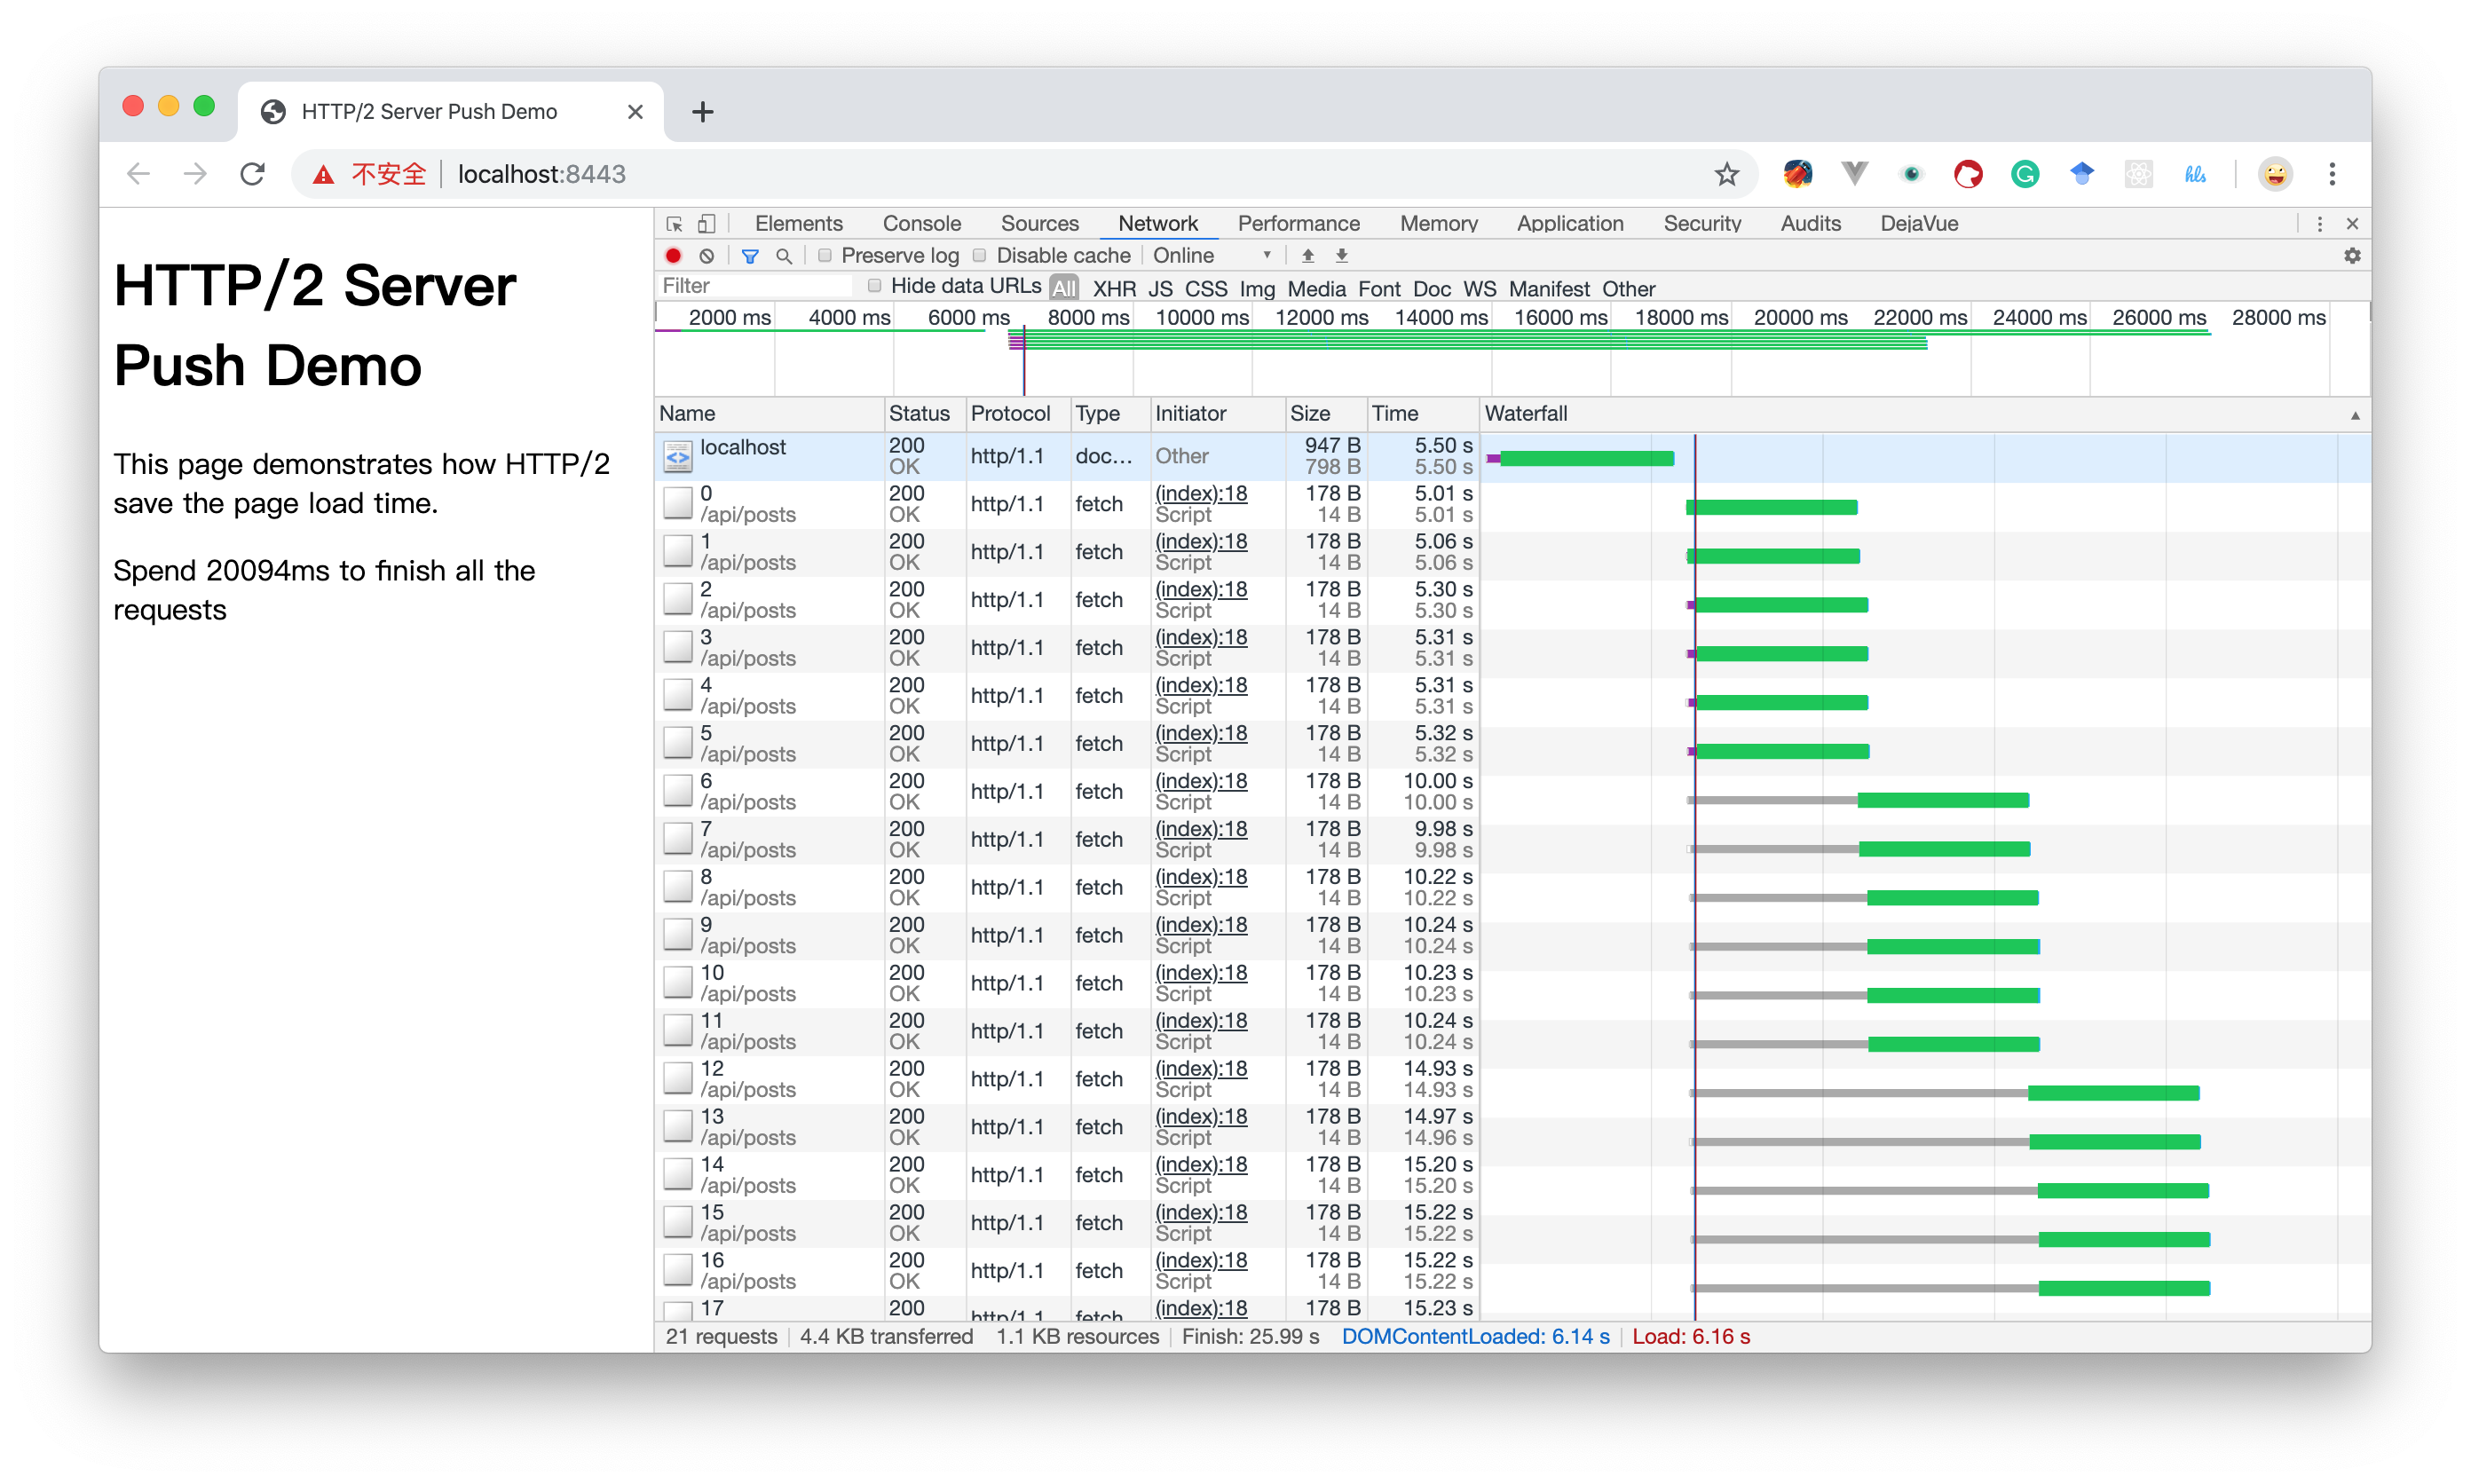 HTTP/2 Server Push Demo
不安全 localhost:8443
hls
HTTP/2 Server
Push Demo
This page demonstrates how HTTP/2
save the page load time.
Spend 20094ms to finish all the
requests
Elements Console Sources Network Performance Memory Application Security Audits DejaVue
Preserve log Disable cache Online
Filter Hide data URLs All XHR JS CSS Img Media Font Doc WS Manifest Other
2000 ms 4000 ms 6000 ms 8000 ms 10000 ms 12000 ms 14000 ms 16000 ms 18000 ms 20000 ms 22000 ms 24000 ms 26000 ms 28000 ms
Name Status Protocol Type Initiator Size Time Waterfall
localhost 200 http/1.1 doc... Other 947 B 5.50 s
OK 798 B 5.50 s
0 200 http/1.1 fetch (index):18 178 B 5.01 s
/api/posts OK Script 14 B 5.01 s
1 200 http/1.1 fetch (index):18 178 B 5.06 s
/api/posts OK Script 14 B 5.06 s
2 200 http/1.1 fetch (index):18 178 B 5.30 s
/api/posts OK Script 14 B 5.30 s
3 200 http/1.1 fetch (index):18 178 B 5.31 s
/api/posts OK Script 14 B 5.31 s
4 200 http/1.1 fetch (index):18 178 B 5.31 s
/api/posts OK Script 14 B 5.31 s
5 200 http/1.1 fetch (index):18 178 B 5.32 s
/api/posts OK Script 14 B 5.32 s
6 200 http/1.1 fetch (index):18 178 B 10.00 s
/api/posts OK Script 14 B 10.00 s
7 200 http/1.1 fetch (index):18 178 B 9.98 s
/api/posts OK Script 14 B 9.98 s
8 200 http/1.1 fetch (index):18 178 B 10.22 s
/api/posts OK Script 14 B 10.22 s
9 200 http/1.1 fetch (index):18 178 B 10.24 s
/api/posts OK Script 14 B 10.24 s
10 200 http/1.1 fetch (index):18 178 B 10.23 s
/api/posts OK Script 14 B 10.23 s
11 200 http/1.1 fetch (index):18 178 B 10.24 s
/api/posts OK Script 14 B 10.24 s
12 200 http/1.1 fetch (index):18 178 B 14.93 s
/api/posts OK Script 14 B 14.93 s
13 200 http/1.1 fetch (index):18 178 B 14.97 s
/api/posts OK Script 14 B 14.96 s
14 200 http/1.1 fetch (index):18 178 B 15.20 s
/api/posts OK Script 14 B 15.20 s
15 200 http/1.1 fetch (index):18 178 B 15.22 s
/api/posts OK Script 14 B 15.22 s
16 200 http/1.1 fetch (index):18 178 B 15.22 s
/api/posts OK Script 14 B 15.22 s
17 200 http/1.1 fetch (index):18 178 B 15.23 s
21 requests 4.4 KB transferred 1.1 KB resources Finish: 25.99 s DOMContentLoaded: 6.14 s Load: 6.16 s